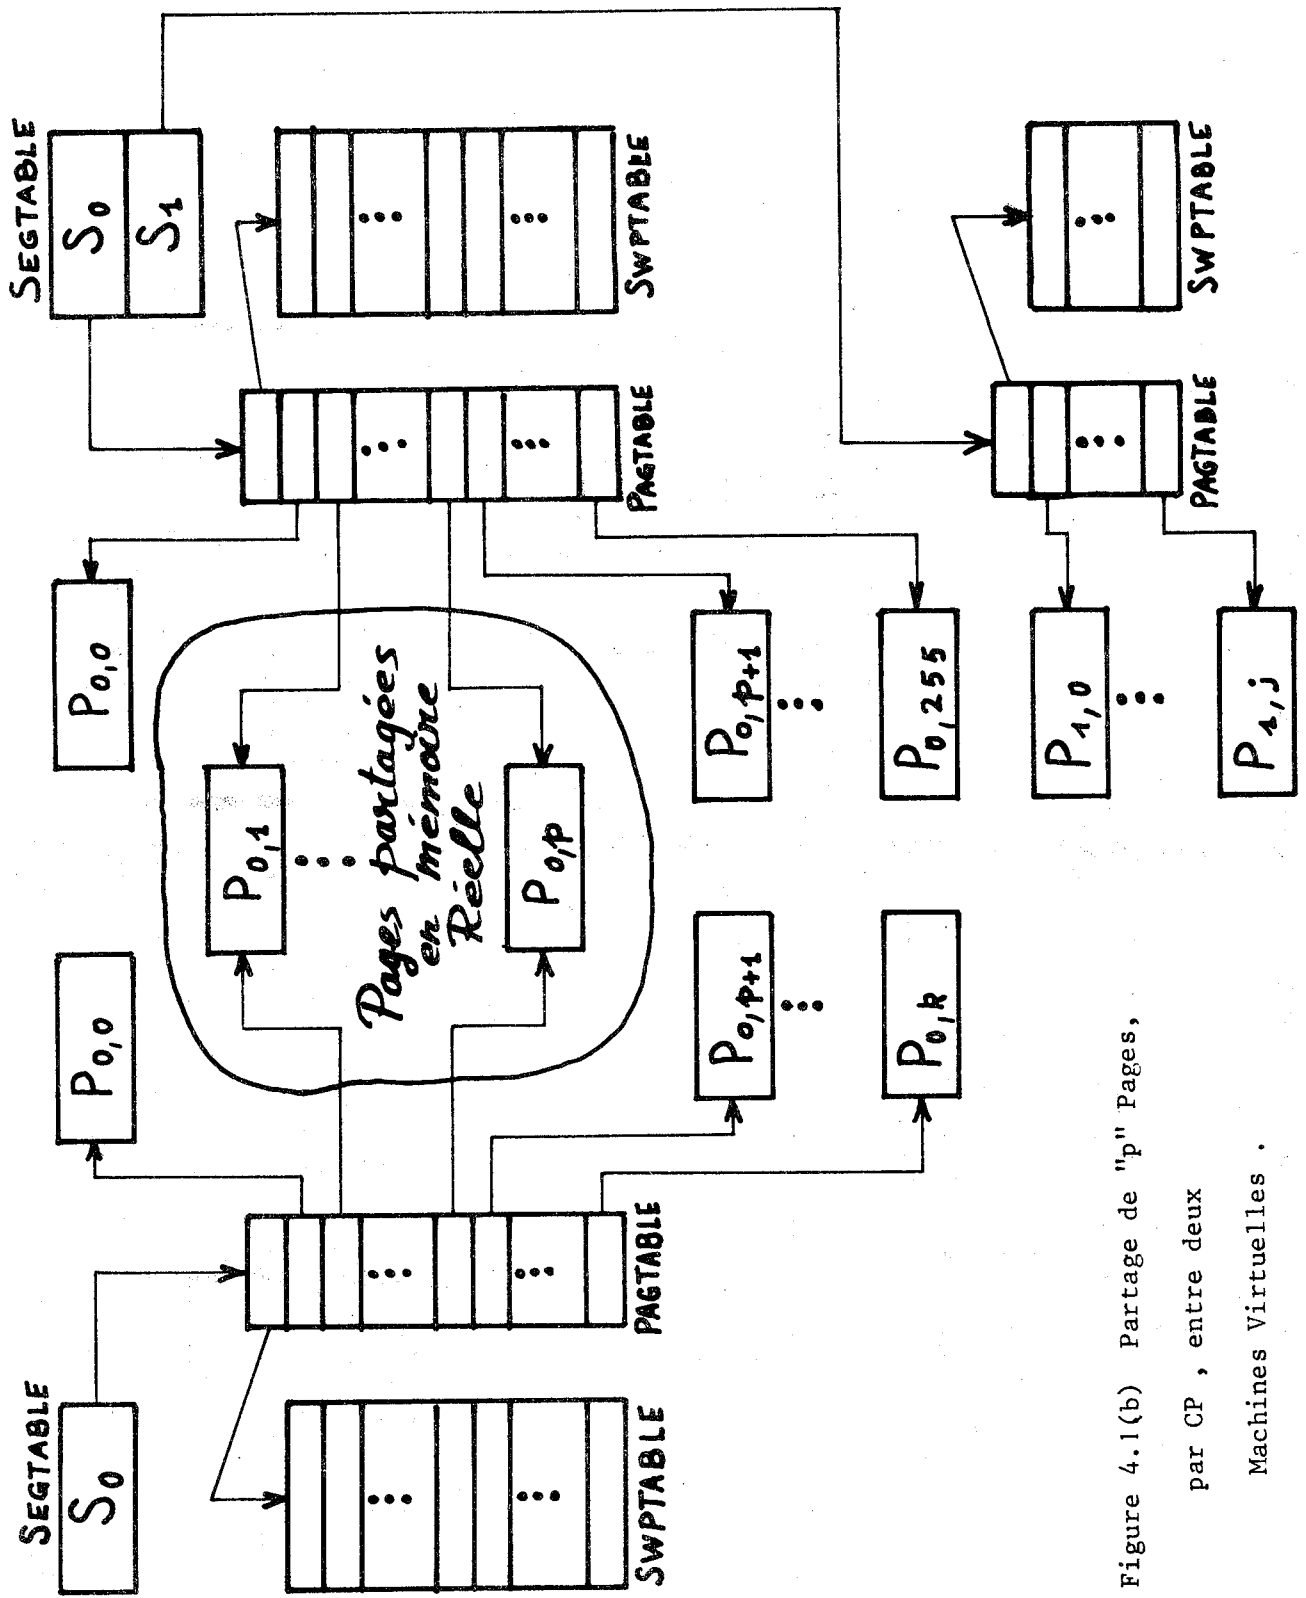 SEGTABLE
S0
SWPTABLE
PAGTABLE
P0,0
P0,1
P0,p
Pages partagées
en mémoire
Réelle
P0,p+1
P0,k
SEGTABLE
S0
S1
PAGTABLE
SWPTABLE
P0,0
P0,p+1
P0,255
PAGTABLE
SWPTABLE
P1,0
P1,j
Figure 4.1(b) Partage de "p" Pages,
par CP , entre deux
Machines Virtuelles .